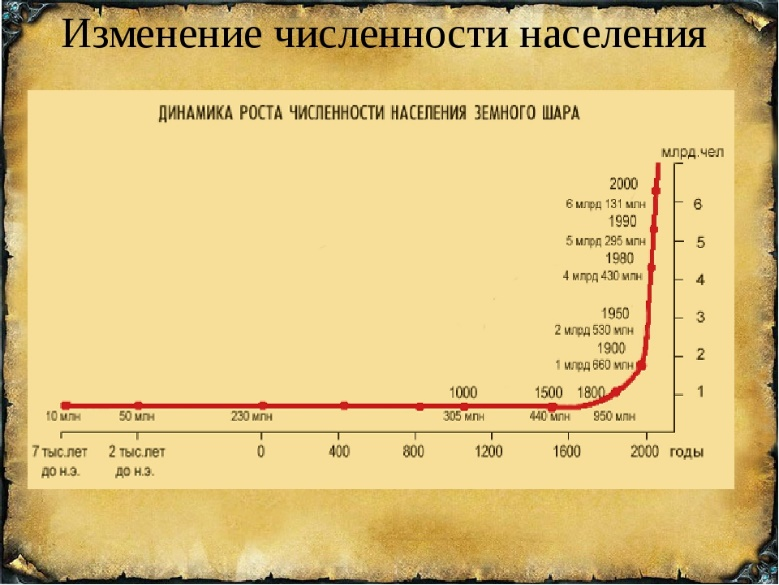 Изменение численности населения
ДИНАМИКА РОСТА ЧИСЛЕННОСТИ НАСЕЛЕНИЯ ЗЕМНОГО ШАРА
млрд.чел
2000
6 млрд 131 млн
6
1990
5 млрд 295 млн
5
1980
4 млрд 430 млн
4
1950
2 млрд 530 млн
3
1900
1 млрд 660 млн
2
1000 1500 1800 1
10 млн 50 млн 230 млн 305 млн 440 млн 950 млн
7 тыс.лет 2 тыс.лет 0 400 800 1200 1600 2000 годы
до н.э. до н.э.